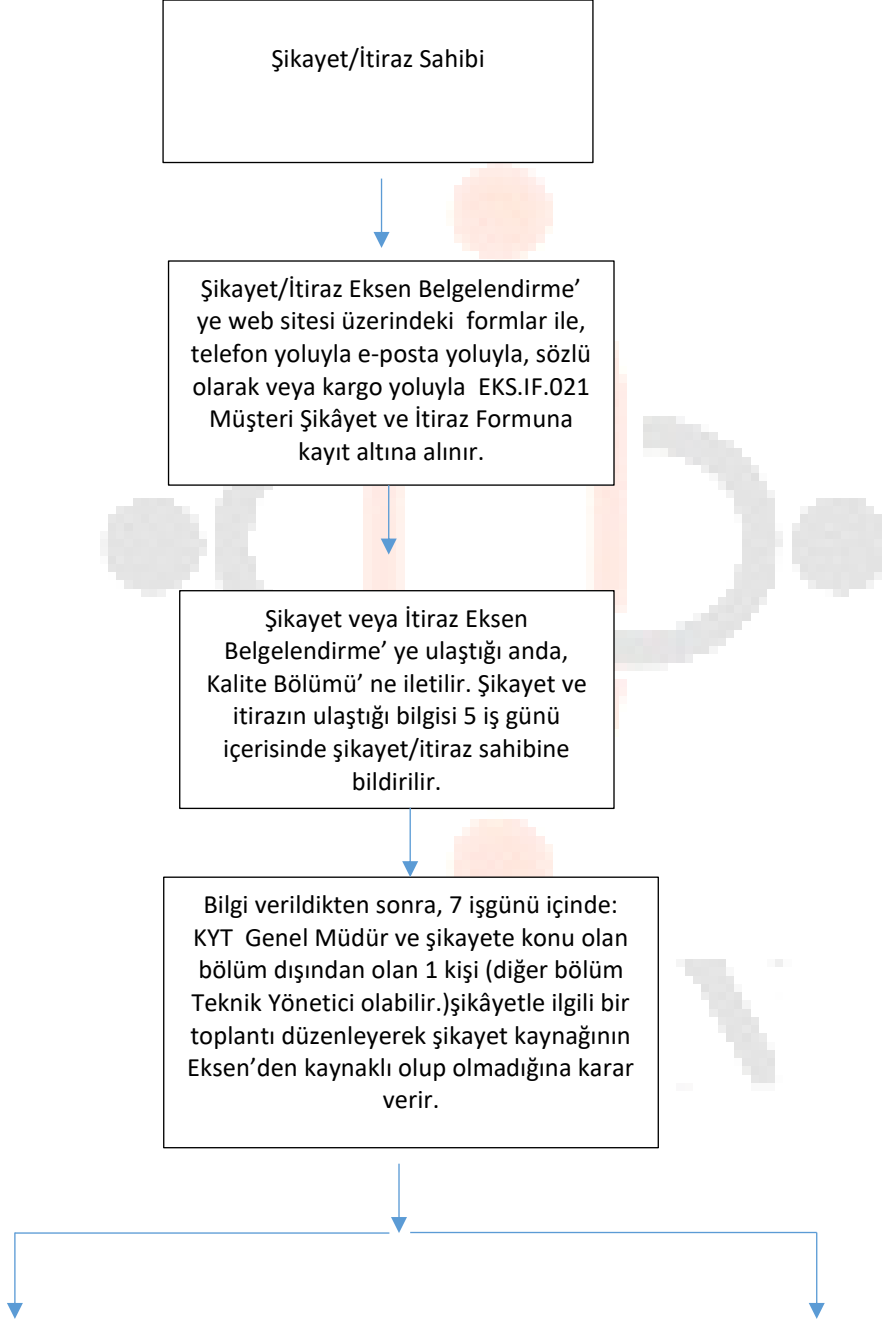 Şikayet/İtiraz Sahibi
Şikayet/İtiraz Eksen Belgelendirme’
ye web sitesi üzerindeki formlar ile,
telefon yoluyla e-posta yoluyla, sözlü
olarak veya kargo yoluyla EKS.IF.021
Müşteri Şikâyet ve İtiraz Formuna
kayıt altına alınır.
Şikayet veya İtiraz Eksen
Belgelendirme’ ye ulaştığı anda,
Kalite Bölümü’ ne iletilir. Şikayet ve
itirazın ulaştığı bilgisi 5 iş günü
içerisinde şikayet/itiraz sahibine
bildirilir.
Bilgi verildikten sonra, 7 işgünü içinde:
KYT Genel Müdür ve şikayete konu olan
bölüm dışından olan 1 kişi (diğer bölüm
Teknik Yönetici olabilir.)şikâyetle ilgili bir
toplantı düzenleyerek şikayet kaynağının
Eksen’den kaynaklı olup olmadığına karar
verir.